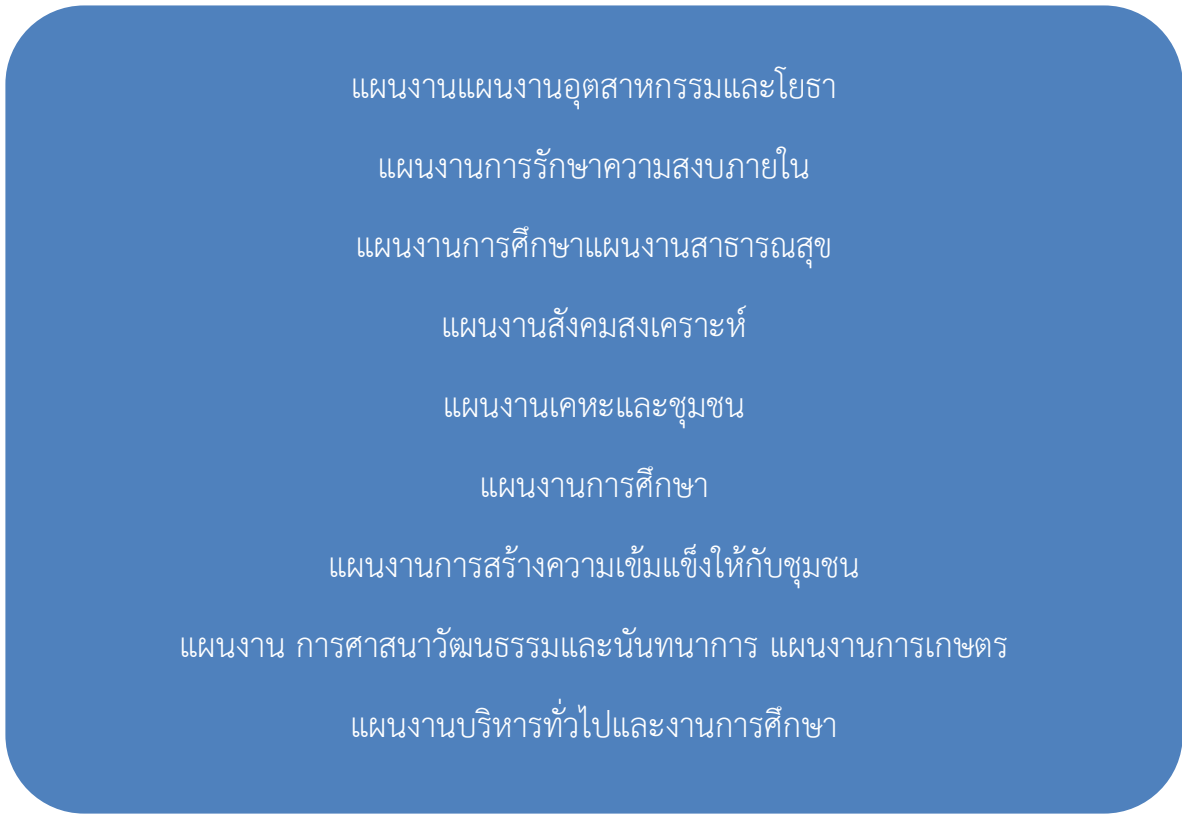 แผนงานแผนงานอุตสาหกรรมและโยธา
แผนงานการรักษาความสงบภายใน
แผนงานการศึกษาแผนงานสาธารณสุข
แผนงานสังคมสงเคราะห์
แผนงานเคหะและชุมชน
แผนงานการศึกษา
แผนงานการสร้างความเข้มแข็งให้กับชุมชน
แผนงาน การศาสนาวัฒนธรรมและนันทนาการ แผนงานการเกษตร
แผนงานบริหารทั่วไปและงานการศึกษา